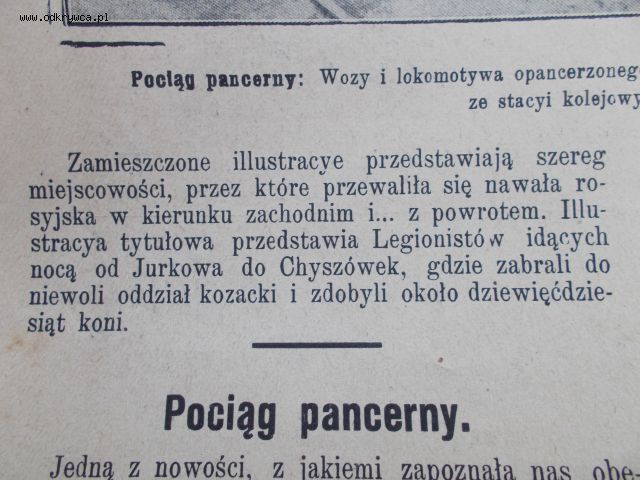 www.odkrywca.pl
Pociąg pancerny: Wozy i lokomotywa opancerzonego
ze stacyi kolejowy
Zamieszczone illustracye przedstawiają szereg
miejscowości, przez które przewaliła się nawała ro-
syjska w kierunku zachodnim i... z powrotem. Illu-
stracya tytułowa przedstawia Legionistów idących
nocą od Jurkowa do Chyszówek, gdzie zabrali do
niewoli oddział kozacki i zdobyli około dziewięćdzie-
siąt koni.
Pociąg pancerny.
Jedną z nowości, z jakiemi zapoznała nas obe-